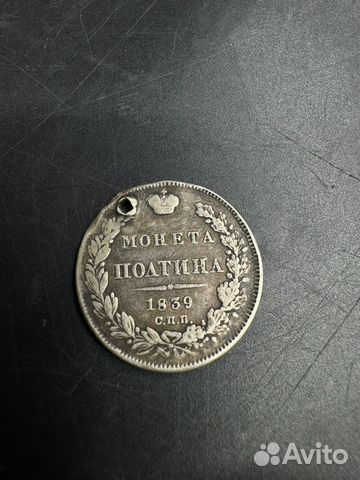 МОНЕТА
ПОЛТИНА
1839
С.П.Б.
Avito